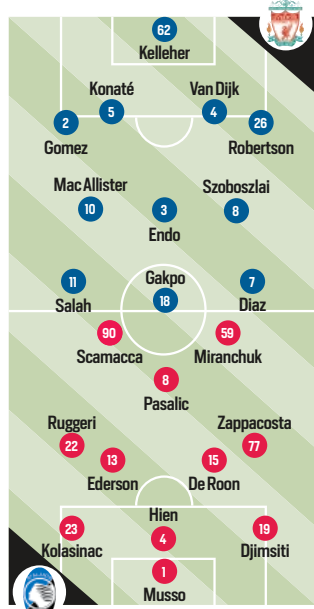 62
Kelleher
Konaté Van Dijk
5 4
2 26
Gomez Robertson
Mac Allister Szoboszlai
10 3 8
Endo
Gakpo
11 18 7
Salah Diaz
90 59
Scamacca Miranchuk
8
Pasalic
Ruggeri Zappacosta
22 77
13 15
Ederson De Roon
Hien
23 4 19
Kolasinac Djimsiti
1
Musso